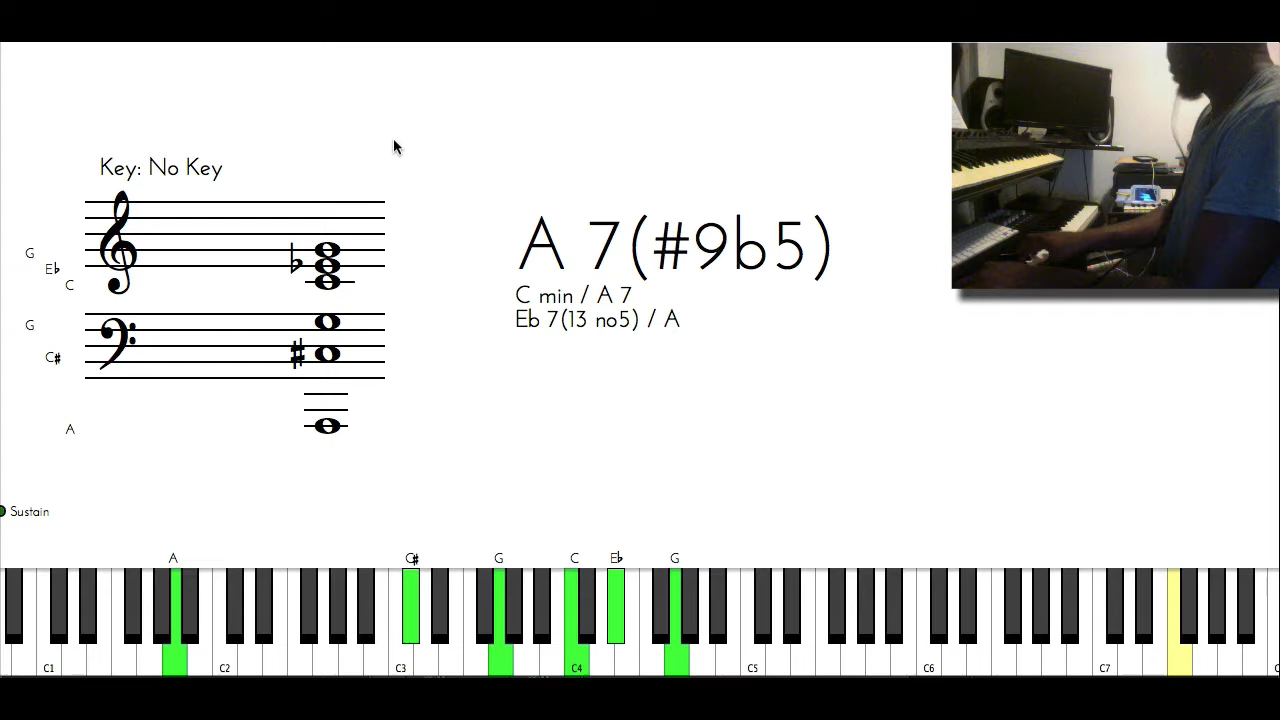 Key: No Key
G
Eb
C
G
C#
A
A 7(#9b5)
C min / A 7
Eb 7(13 no5) / A
Sustain
A C# G C Eb G
C1 C2 C3 C4 C5 C6 C7